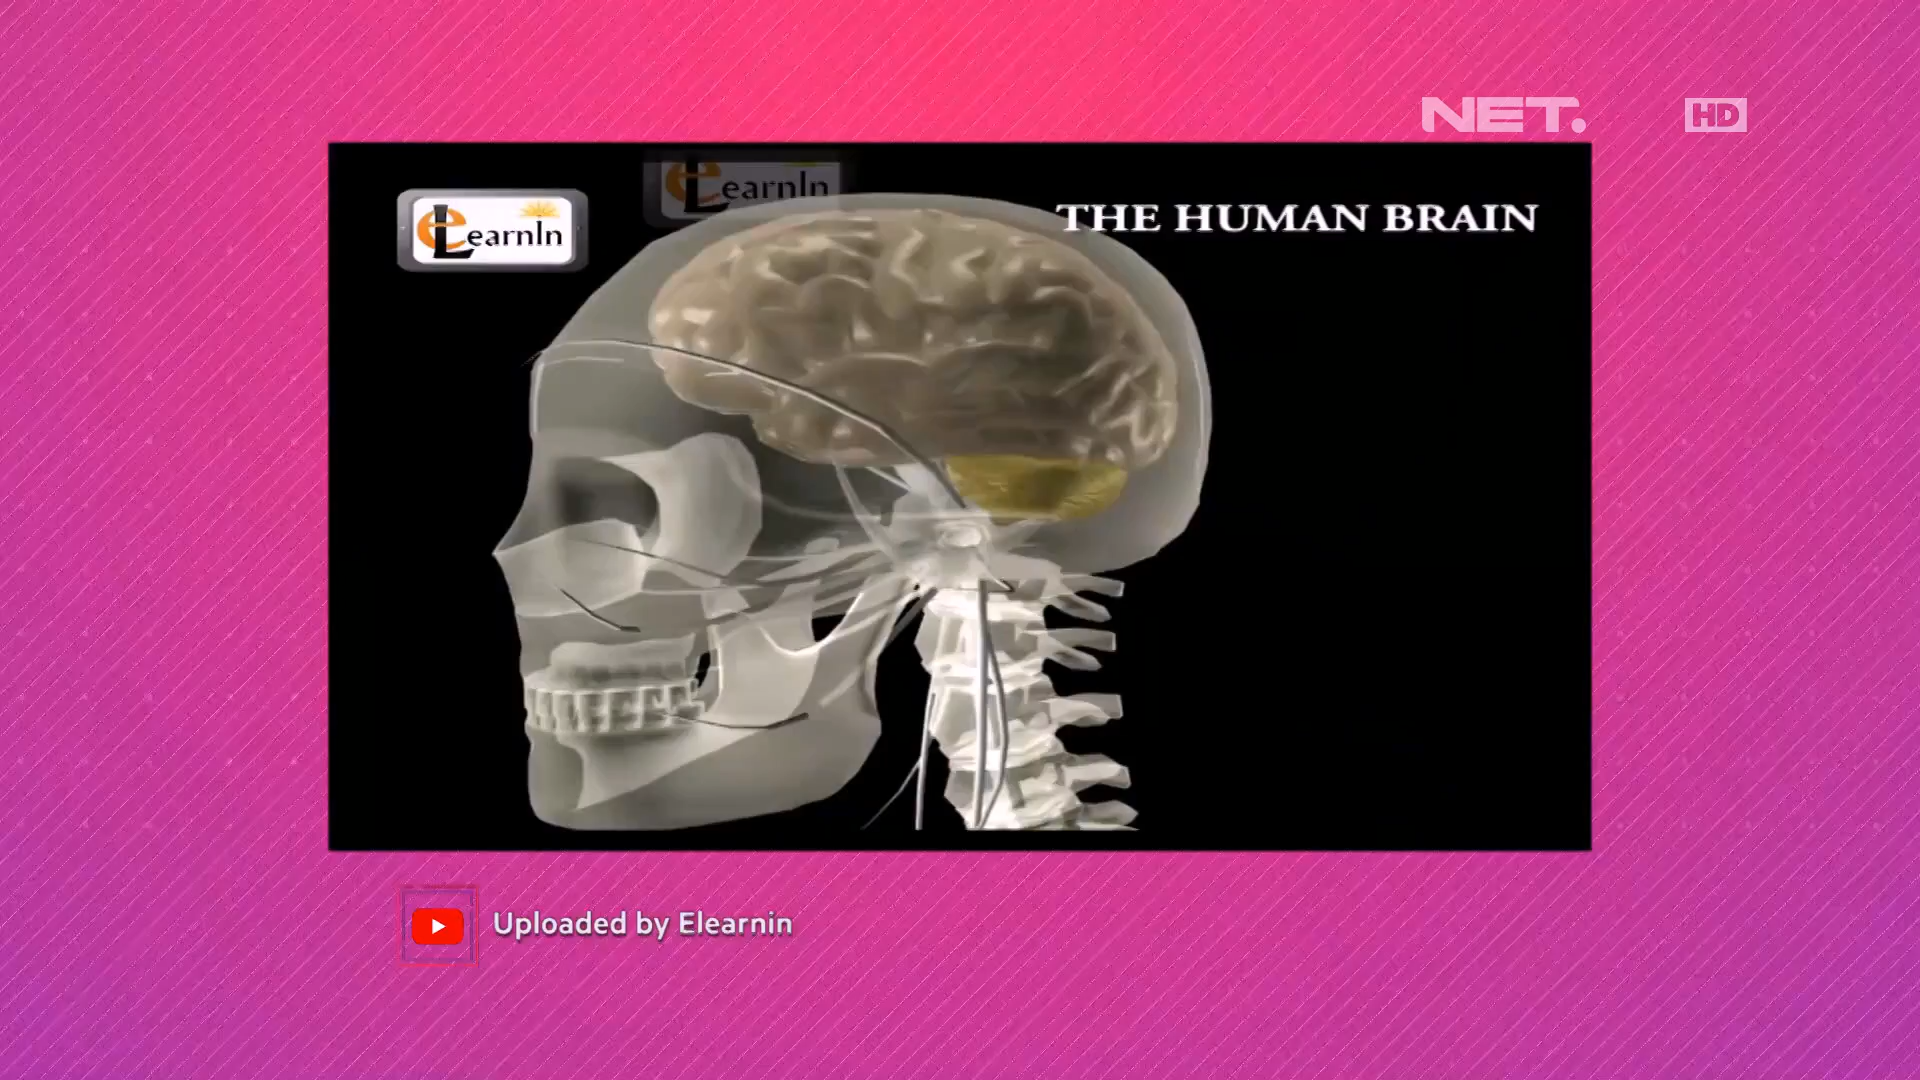 NET.
HD
eLearnIn
eLearnIn
THE HUMAN BRAIN
Uploaded by Elearnin